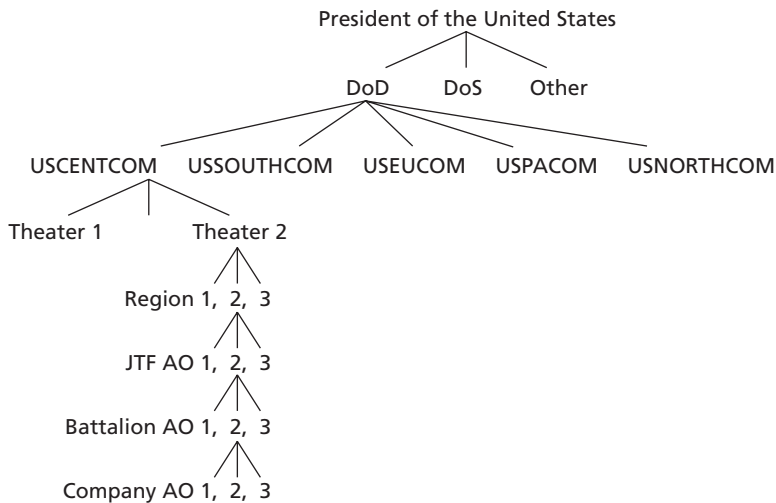 President of the United States
DoD DoS Other
USCENTCOM USSOUTHCOM USEUCOM USPACOM USNORTHCOM
Theater 1 Theater 2
Region 1, 2, 3
JTF AO 1, 2, 3
Battalion AO 1, 2, 3
Company AO 1, 2, 3